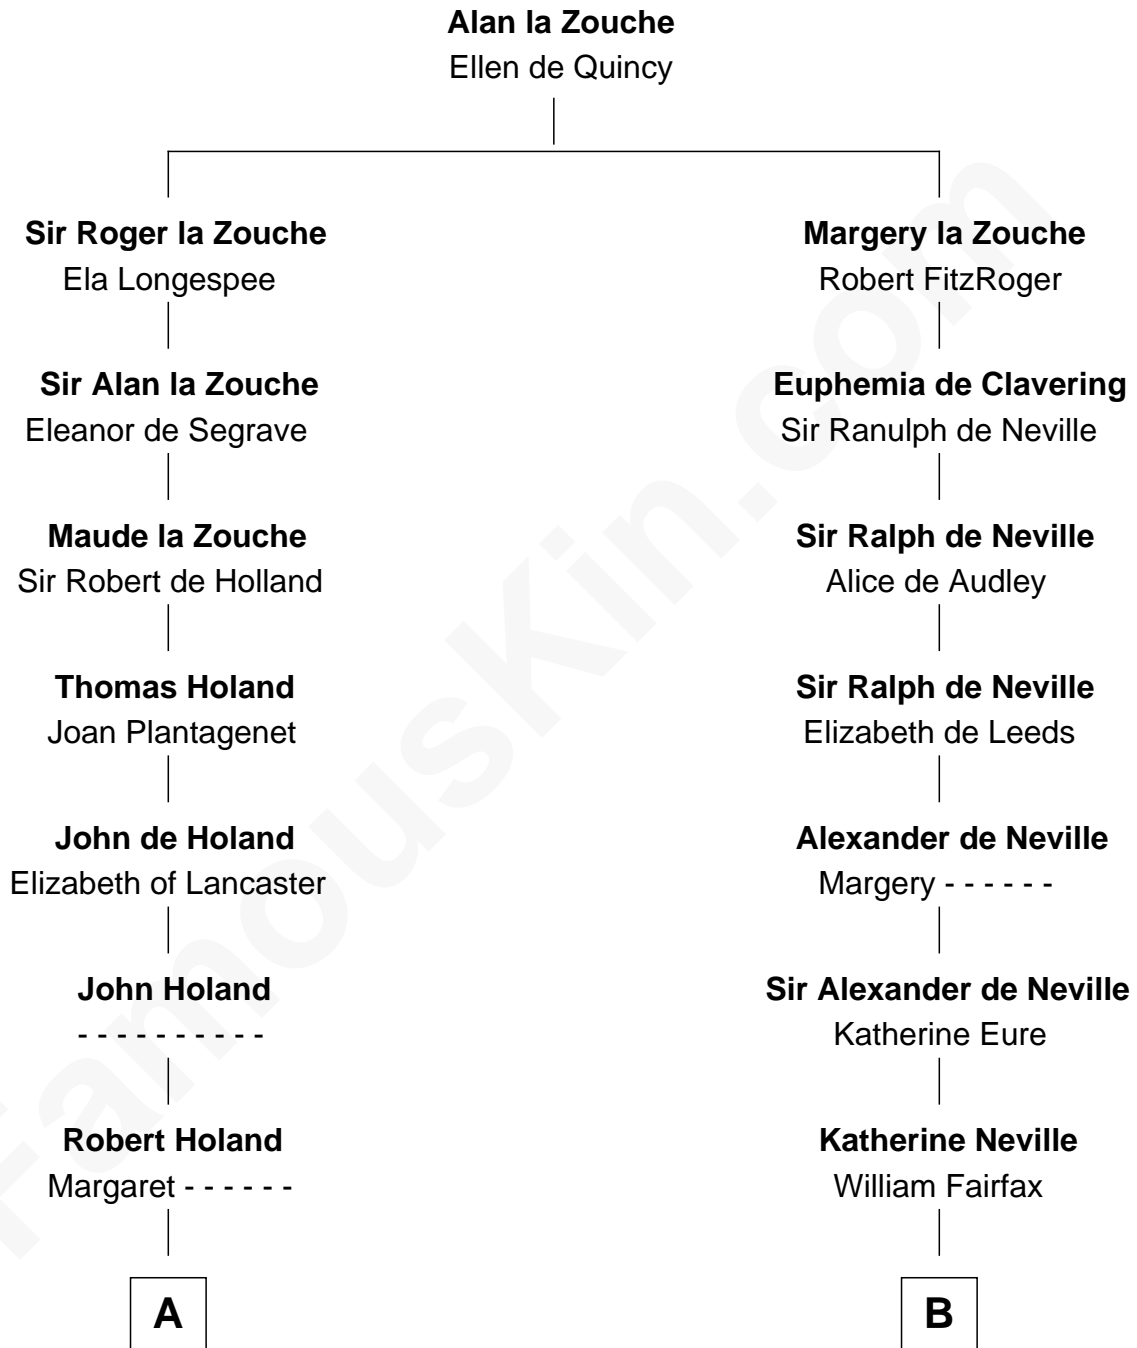 Alan la Zouche
Ellen de Quincy
Sir Roger la Zouche
Ela Longespee
Margery la Zouche
Robert FitzRoger
Sir Alan la Zouche
Eleanor de Segrave
Euphemia de Clavering
Sir Ranulph de Neville
Maude la Zouche
Sir Robert de Holland
Sir Ralph de Neville
Alice de Audley
Thomas Holand
Joan Plantagenet
Sir Ralph de Neville
Elizabeth de Leeds
John de Holand
Elizabeth of Lancaster
Alexander de Neville
Margery - - - - - -
John Holand
- - - - - - - - - -
Sir Alexander de Neville
Katherine Eure
Robert Holand
Margaret - - - - - -
Katherine Neville
William Fairfax
A
B
FamousKin.com